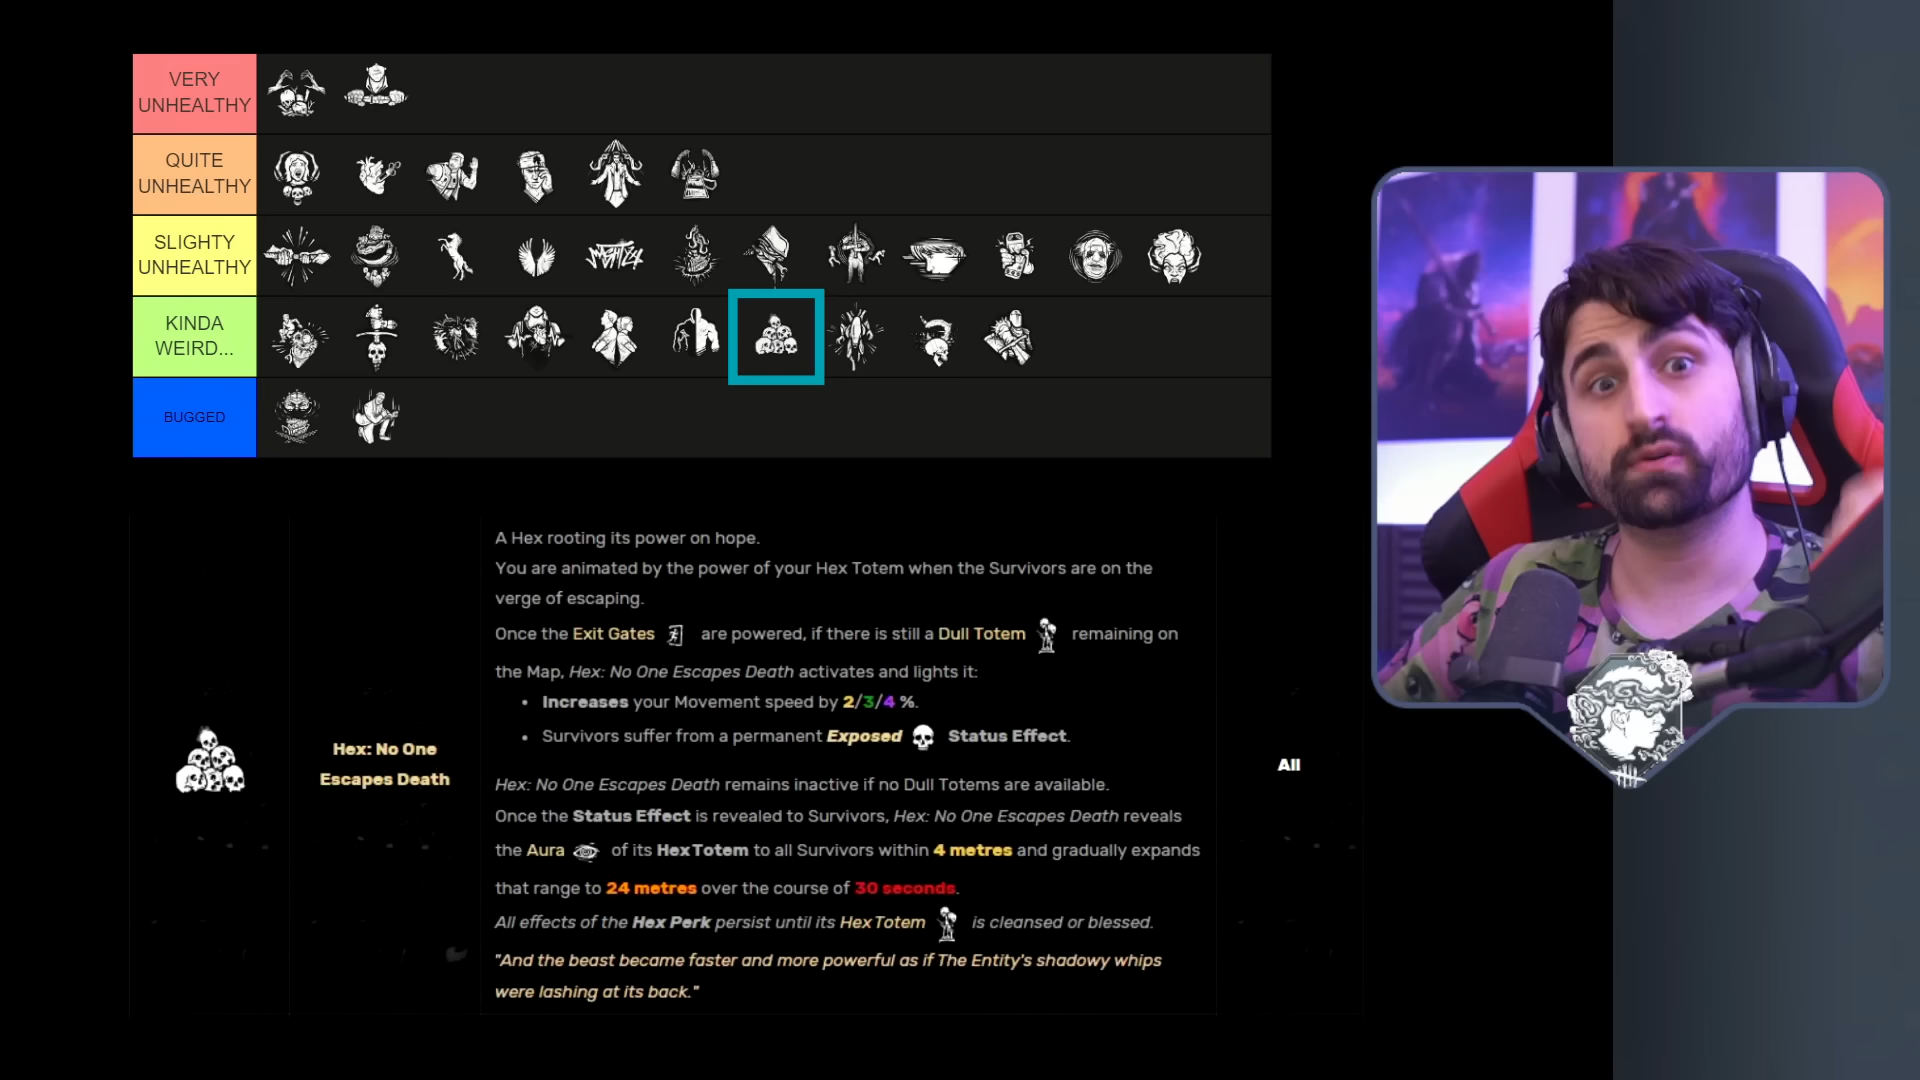 VERY
UNHEALTHY
QUITE
UNHEALTHY
SLIGHTY
UNHEALTHY
KINDA
WEIRD...
BUGGED
A Hex rooting its power on hope.
You are animated by the power of your Hex Totem when the Survivors are on the
verge of escaping.
Once the Exit Gates are powered, if there is still a Dull Totem remaining on
the Map, Hex: No One Escapes Death activates and lights it:
• Increases your Movement speed by 2/3/4 %.
• Survivors suffer from a permanent Exposed Status Effect.
Hex: No One
Escapes Death
All
Hex: No One Escapes Death remains inactive if no Dull Totems are available.
Once the Status Effect is revealed to Survivors, Hex: No One Escapes Death reveals
the Aura of its Hex Totem to all Survivors within 4 metres and gradually expands
that range to 24 metres over the course of 30 seconds.
All effects of the Hex Perk persist until its Hex Totem is cleansed or blessed.
"And the beast became faster and more powerful as if The Entity's shadowy whips
were lashing at its back."